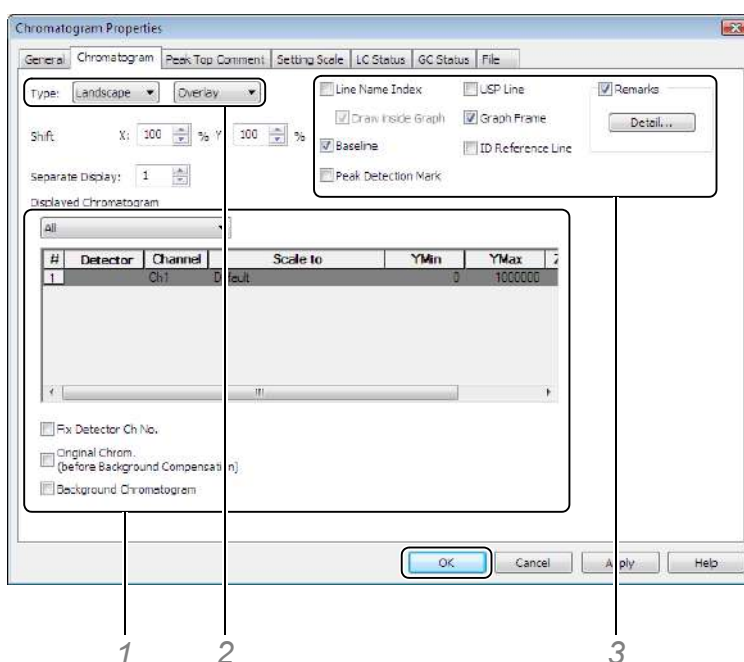 Chromatogram Properties
General Chromatogram Peak Top Comment Setting Scale LC Status GC Status File
Type: Landscape Overlay
Shift X: 100 % Y 100 %
Separate Display: 1
Line Name Index
Draw Inside Graph
Baseline
Peak Detection Mark
USP Line
Graph Frame
ID Reference Line
Remarks
Detail...
Displayed Chromatogram
All
# Detector Channel Scale to YMin YMax
1 Ch1 Default 0 1000000
Fix Detector Ch No.
Original Chrom.
(before Background Compensation)
Background Chromatogram
OK Cancel Apply Help
1 2 3